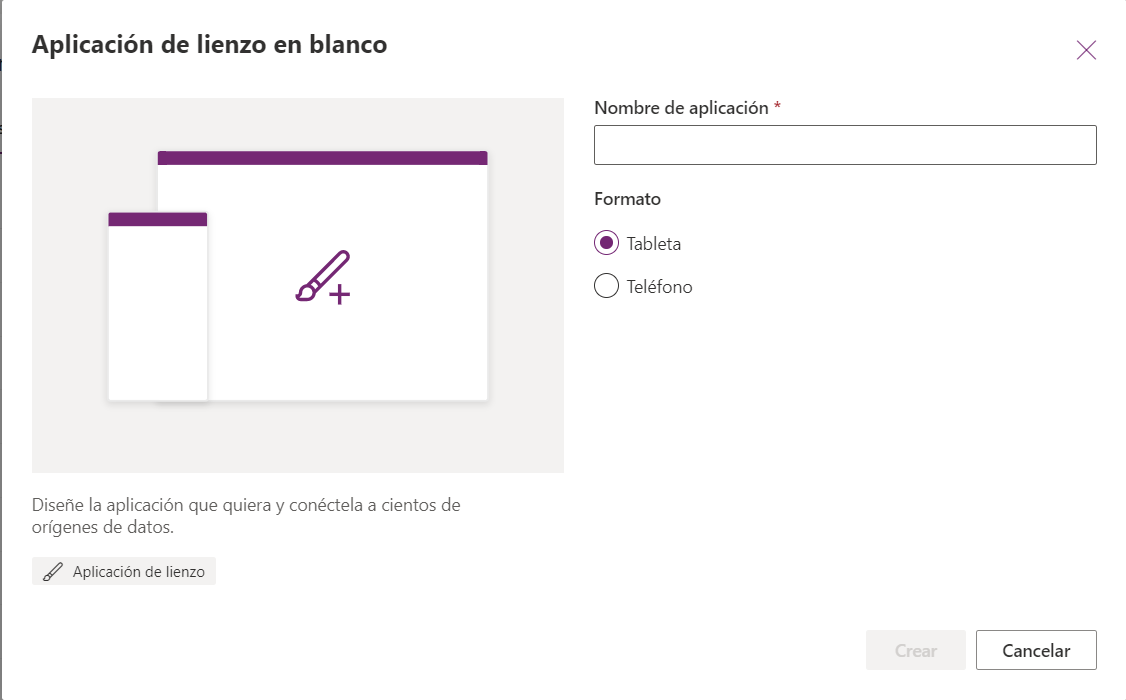 Aplicación de lienzo en blanco
Nombre de aplicación *
Formato
Tableta
Teléfono
Diseñe la aplicación que quiera y conéctela a cientos de
orígenes de datos.
Aplicación de lienzo
Crear
Cancelar